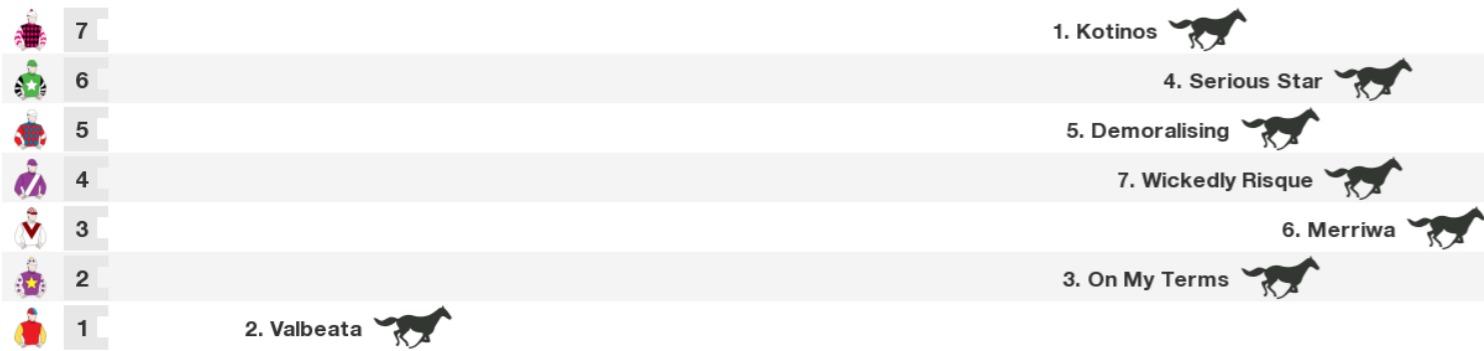 7 1. Kotinos
6 4. Serious Star
5 5. Demoralising
4 7. Wickedly Risque
3 6. Merriwa
2 3. On My Terms
1 2. Valbeata